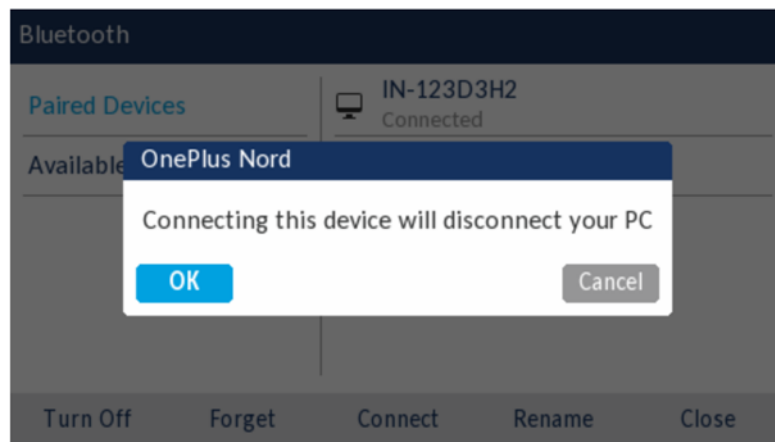 Bluetooth
Paired Devices
IN-123D3H2
Connected
Available
OnePlus Nord
Connecting this device will disconnect your PC
OK
Cancel
Turn Off
Forget
Connect
Rename
Close